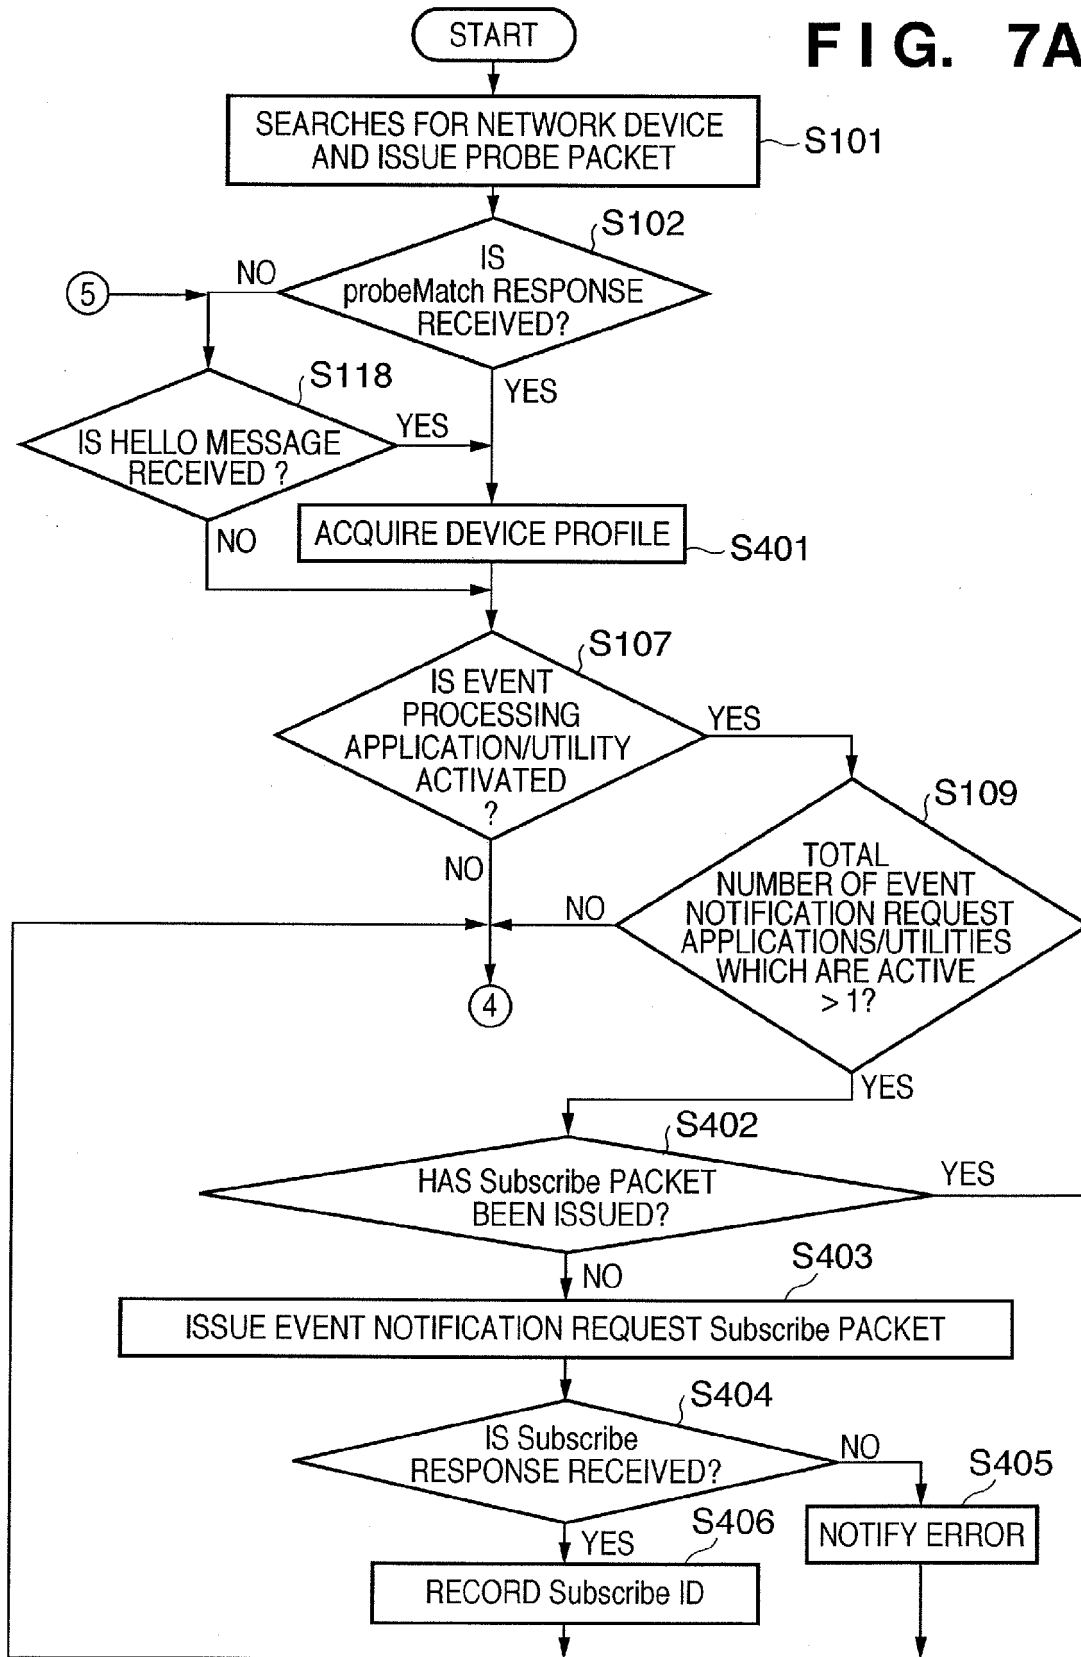 FIG. 7A
START
SEARCHES FOR NETWORK DEVICE
AND ISSUE PROBE PACKET
S101
S102
IS
probeMatch RESPONSE
RECEIVED?
NO
5
YES
S118
IS HELLO MESSAGE
RECEIVED ?
YES
NO
ACQUIRE DEVICE PROFILE
S401
S107
IS EVENT
PROCESSING
APPLICATION/UTILITY
ACTIVATED
?
YES
NO
S109
TOTAL
NUMBER OF EVENT
NOTIFICATION REQUEST
APPLICATIONS/UTILITIES
WHICH ARE ACTIVE
> 1?
NO
4
YES
S402
HAS Subscribe PACKET
BEEN ISSUED?
YES
NO
S403
ISSUE EVENT NOTIFICATION REQUEST Subscribe PACKET
S404
IS Subscribe
RESPONSE RECEIVED?
NO
S405
NOTIFY ERROR
YES
S406
RECORD Subscribe ID